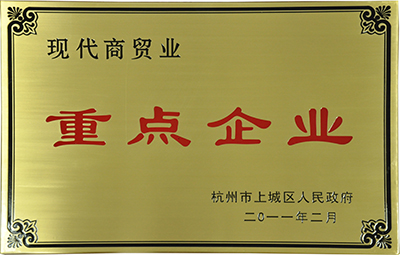 现代商贸业
重点企业
杭州市上城区人民政府
二0一一年二月